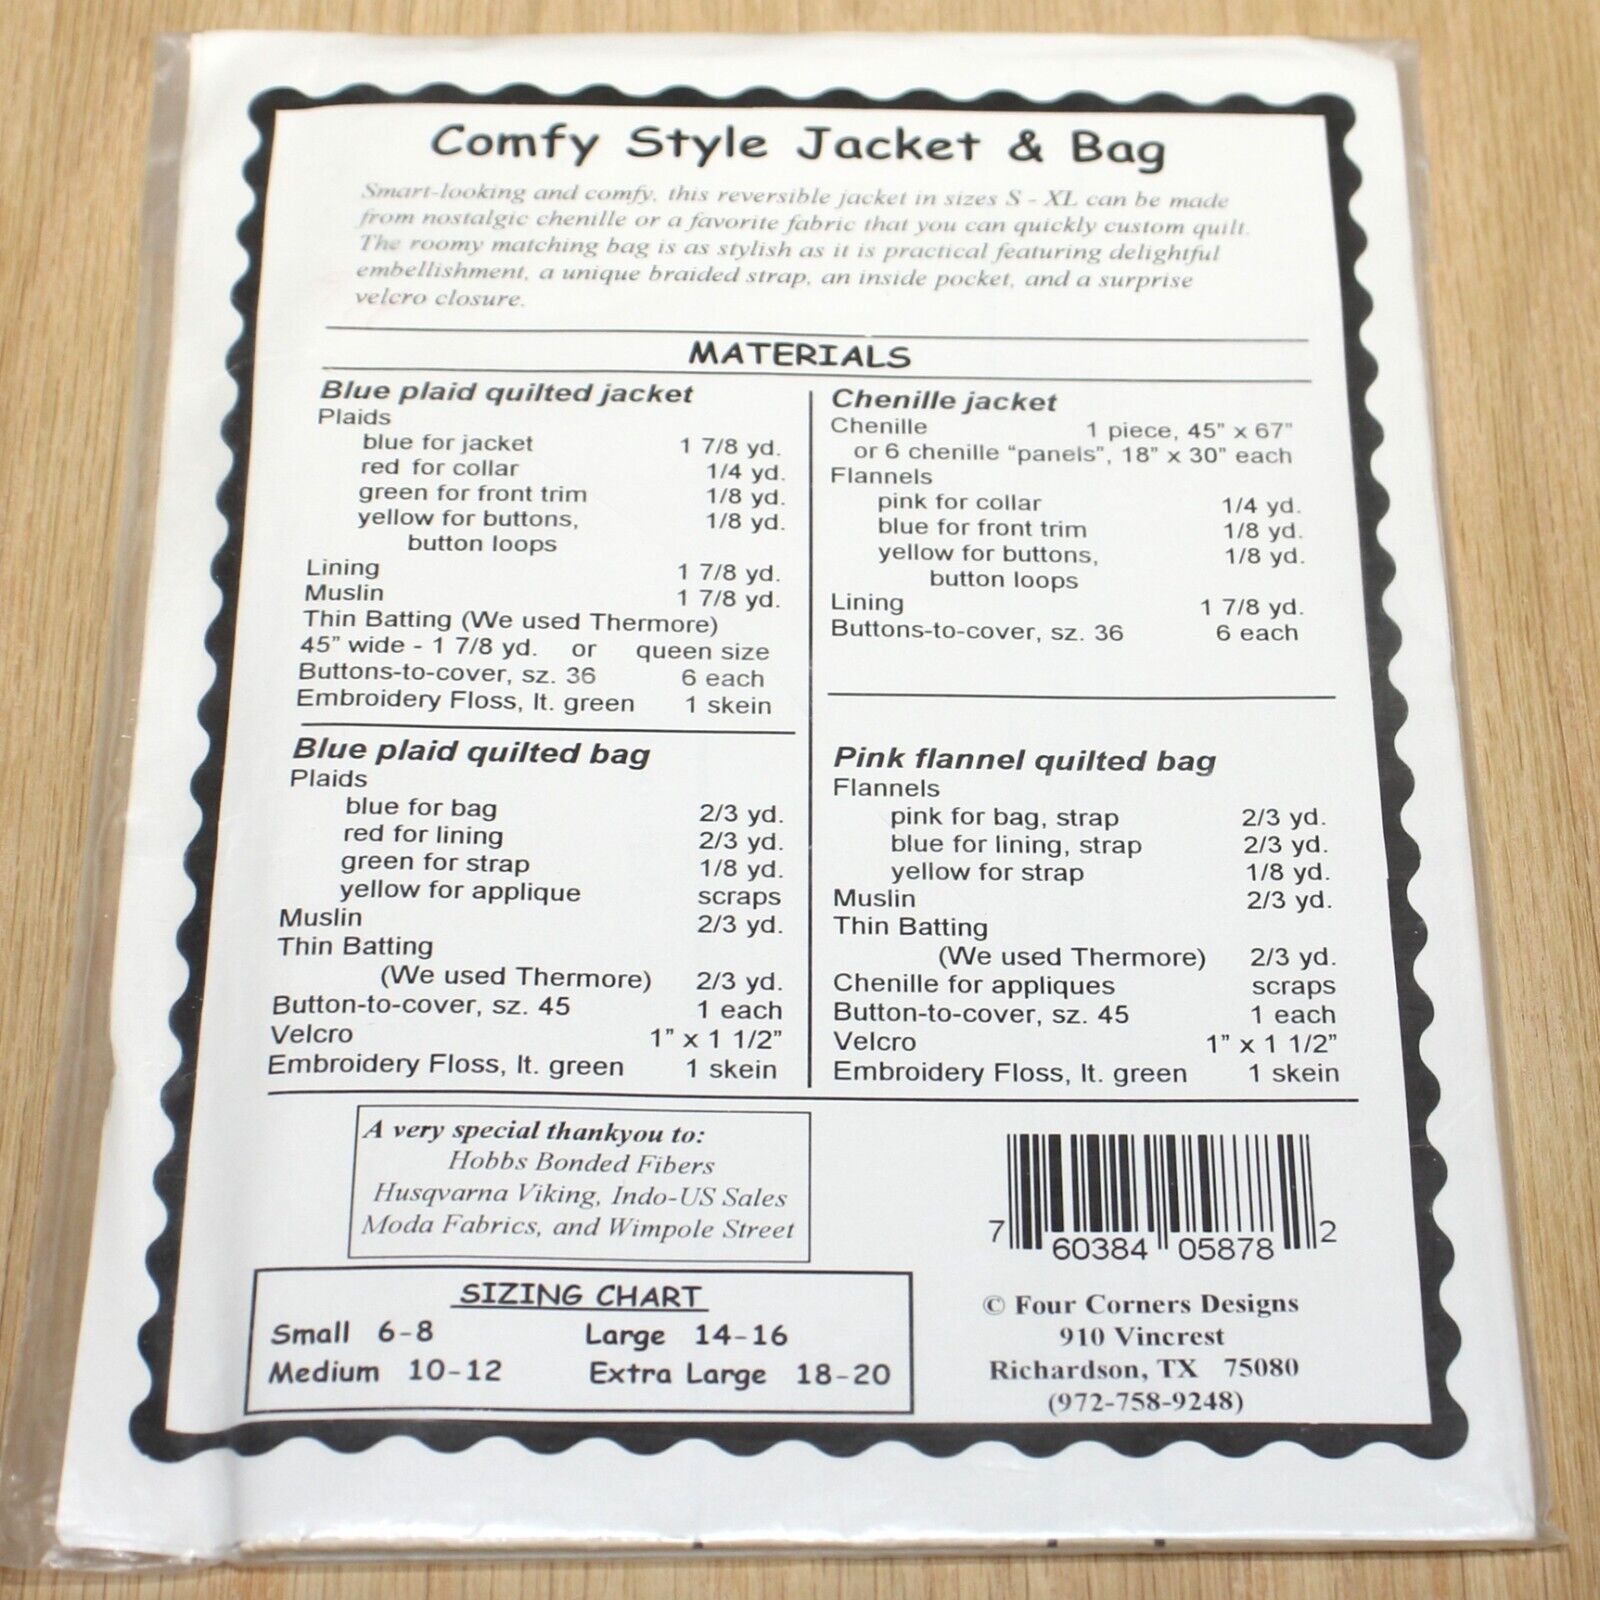 Comfy Style Jacket & Bag
Smart-looking and comfy, this reversible jacket in sizes S - XL can be made
from nostalgic chenille or a favorite fabric that you can quickly custom quilt.
The roomy matching bag is as stylish as it is practical featuring delightful
embellishment, a unique braided strap, an inside pocket, and a surprise
velcro closure.
MATERIALS
Blue plaid quilted jacket
Plaids
blue for jacket 1 7/8 yd.
red for collar 1/4 yd.
green for front trim 1/8 yd.
yellow for buttons, 1/8 yd.
button loops
Lining 1 7/8 yd.
Muslin 1 7/8 yd.
Thin Batting (We used Thermore)
45” wide - 1 7/8 yd. or queen size
Buttons-to-cover, sz. 36 6 each
Embroidery Floss, lt. green 1 skein
Chenille jacket
Chenille 1 piece, 45” x 67”
or 6 chenille “panels”, 18” x 30” each
Flannels
pink for collar 1/4 yd.
blue for front trim 1/8 yd.
yellow for buttons, 1/8 yd.
button loops
Lining 1 7/8 yd.
Buttons-to-cover, sz. 36 6 each
Blue plaid quilted bag
Plaids
blue for bag 2/3 yd.
red for lining 2/3 yd.
green for strap 1/8 yd.
yellow for applique scraps
Muslin 2/3 yd.
Thin Batting
(We used Thermore) 2/3 yd.
Button-to-cover, sz. 45 1 each
Velcro 1” x 1 1/2”
Embroidery Floss, lt. green 1 skein
Pink flannel quilted bag
Flannels
pink for bag, strap 2/3 yd.
blue for lining, strap 2/3 yd.
yellow for strap 1/8 yd.
Muslin 2/3 yd.
Thin Batting
(We used Thermore) 2/3 yd.
Chenille for appliques scraps
Button-to-cover, sz. 45 1 each
Velcro 1” x 1 1/2”
Embroidery Floss, lt. green 1 skein
A very special thankyou to:
Hobbs Bonded Fibers
Husqvarna Viking, Indo-US Sales
Moda Fabrics, and Wimpole Street
SIZING CHART
Small 6-8 Large 14-16
Medium 10-12 Extra Large 18-20
7 60384 05878 2
© Four Corners Designs
910 Vincrest
Richardson, TX 75080
(972-758-9248)